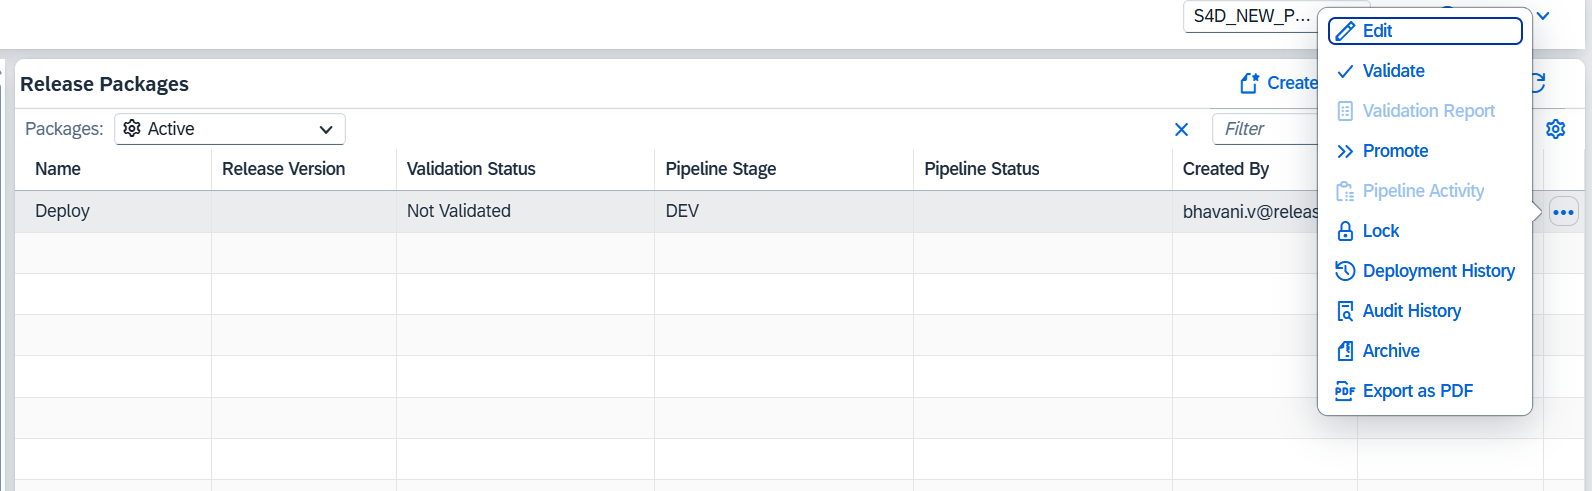 S4D_NEW_P...
Release Packages
Create
Packages: Active
Filter
Name Release Version Validation Status Pipeline Stage Pipeline Status Created By
Deploy Not Validated DEV bhavani.v@releas
Edit
Validate
Validation Report
Promote
Pipeline Activity
Lock
Deployment History
Audit History
Archive
PDF Export as PDF